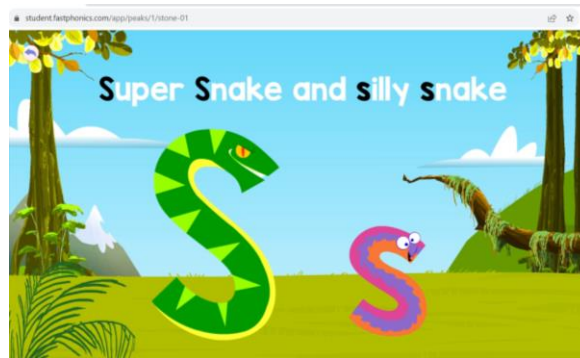 student.fastphonics.com/app/peaks/1/stone-01
Super Snake and silly snake
S s